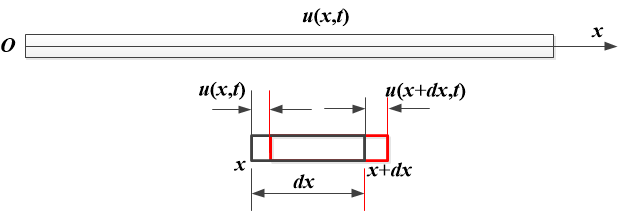 u(x,t)
O
x
u(x,t)
u(x+dx,t)
x
x+dx
dx